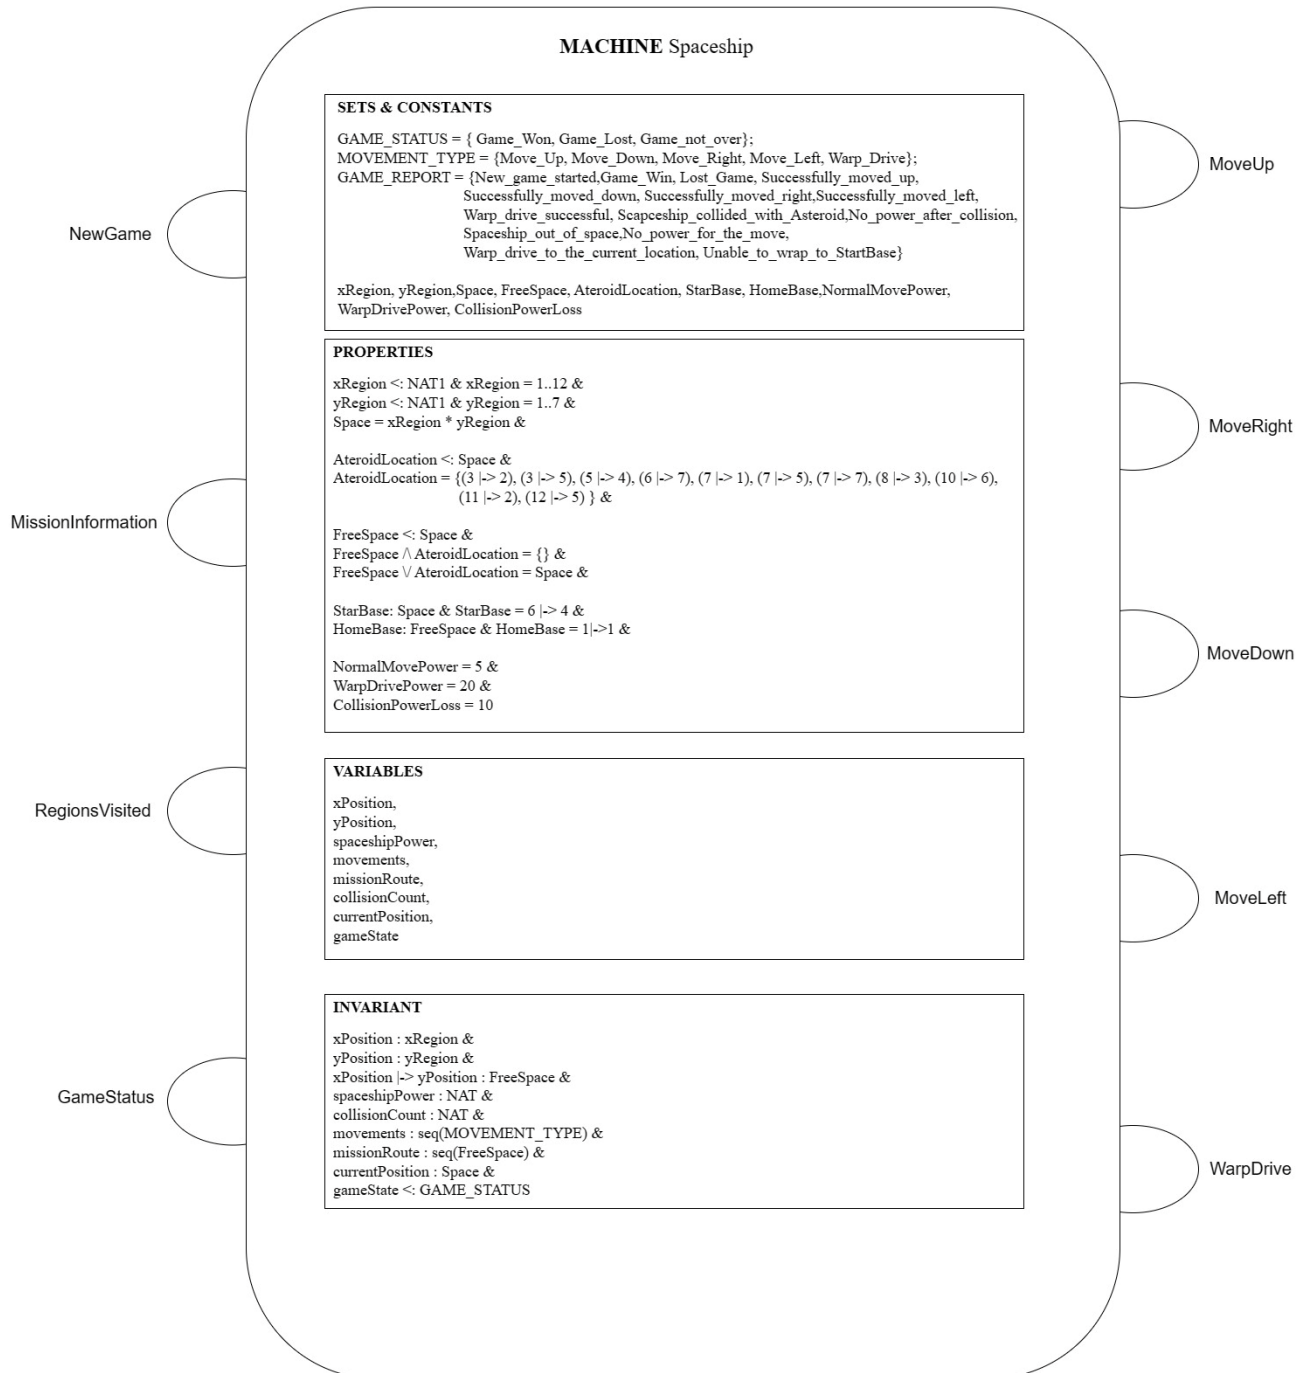 MACHINE Spaceship
SETS & CONSTANTS
GAME_STATUS = { Game_Won, Game_Lost, Game_not_over};
MOVEMENT_TYPE = {Move_Up, Move_Down, Move_Right, Move_Left, Warp_Drive};
GAME_REPORT = {New_game_started,Game_Win, Lost_Game, Successfully_moved_up,
Successfully_moved_down, Successfully_moved_right,Successfully_moved_left,
Warp_drive_successful, Scapceship_collided_with_Asteroid,No_power_after_collision,
Spaceship_out_of_space,No_power_for_the_move,
Warp_drive_to_the_current_location, Unable_to_wrap_to_StartBase}
xRegion, yRegion,Space, FreeSpace, AteroidLocation, StarBase, HomeBase,NormalMovePower,
WarpDrivePower, CollisionPowerLoss
PROPERTIES
xRegion <: NAT1 & xRegion = 1..12 &
yRegion <: NAT1 & yRegion = 1..7 &
Space = xRegion * yRegion &
AteroidLocation <: Space &
AteroidLocation = {(3 |-> 2), (3 |-> 5), (5 |-> 4), (6 |-> 7), (7 |-> 1), (7 |-> 5), (7 |-> 7), (8 |-> 3), (10 |-> 6),
(11 |-> 2), (12 |-> 5) } &
FreeSpace <: Space &
FreeSpace /\ AteroidLocation = {} &
FreeSpace \/ AteroidLocation = Space &
StarBase: Space & StarBase = 6 |-> 4 &
HomeBase: FreeSpace & HomeBase = 1|->1 &
NormalMovePower = 5 &
WarpDrivePower = 20 &
CollisionPowerLoss = 10
VARIABLES
xPosition,
yPosition,
spaceshipPower,
movements,
missionRoute,
collisionCount,
currentPosition,
gameState
INVARIANT
xPosition : xRegion &
yPosition : yRegion &
xPosition |-> yPosition : FreeSpace &
spaceshipPower : NAT &
collisionCount : NAT &
movements : seq(MOVEMENT_TYPE) &
missionRoute : seq(FreeSpace) &
currentPosition : Space &
gameState <: GAME_STATUS
NewGame
MissionInformation
RegionsVisited
GameStatus
MoveUp
MoveRight
MoveDown
MoveLeft
WarpDrive